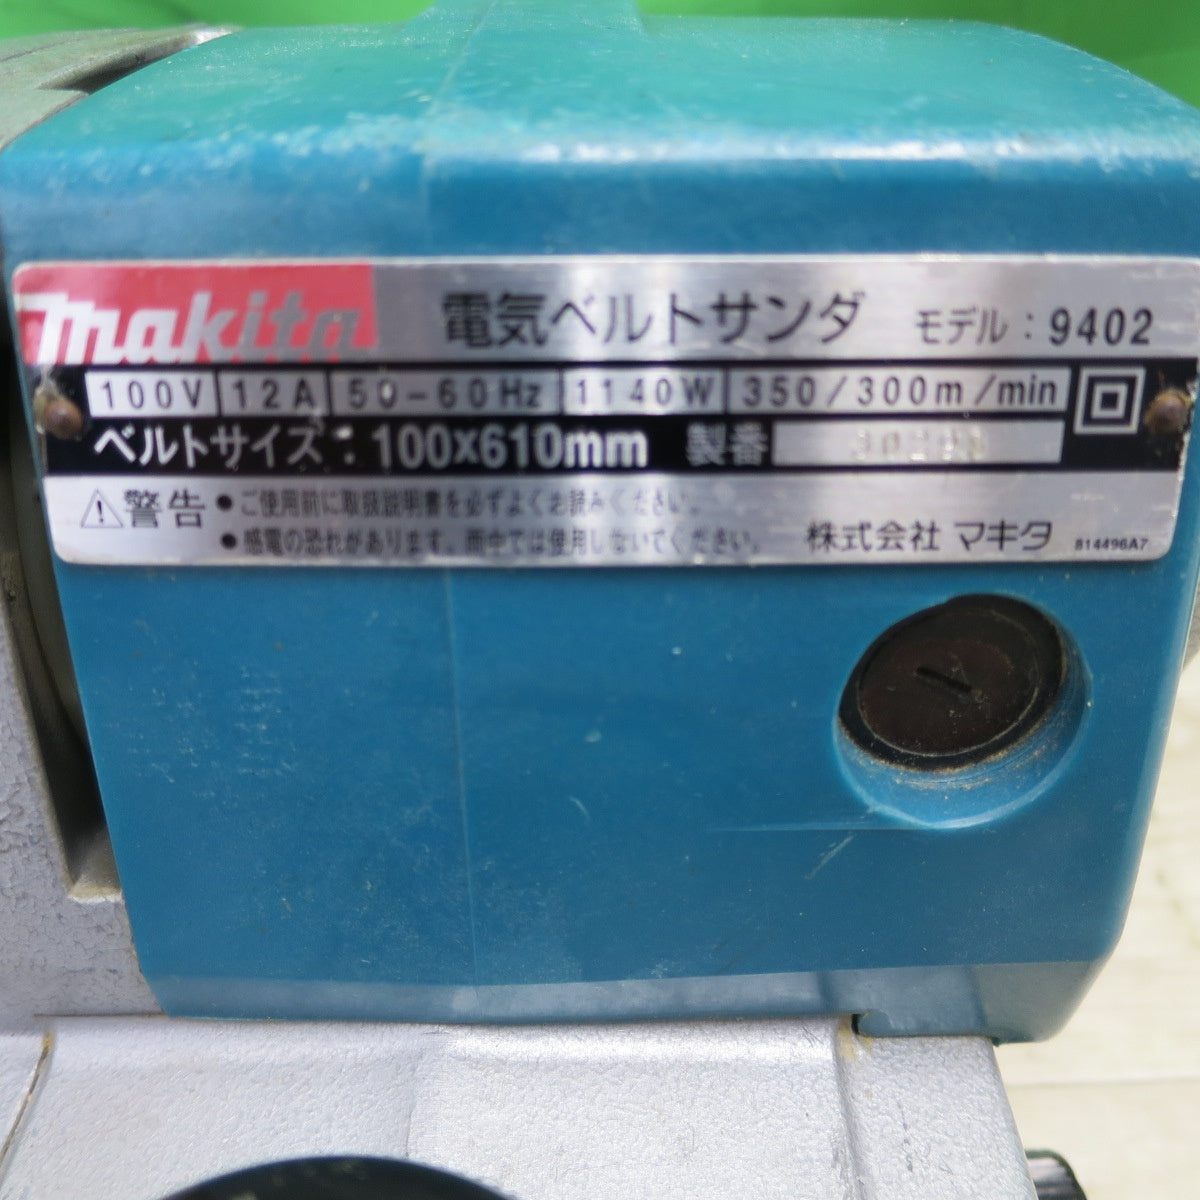 makita 電気ベルトサンダ モデル:9402
100V 12A 50-60Hz 1140W 350/300m/min
ベルトサイズ:100×610mm 製番
警告 ●ご使用前に取扱説明書を必ずよくお読みください。
●感電の恐れがあります。雨中では使用しないでください。 株式会社 マキタ 814496A7